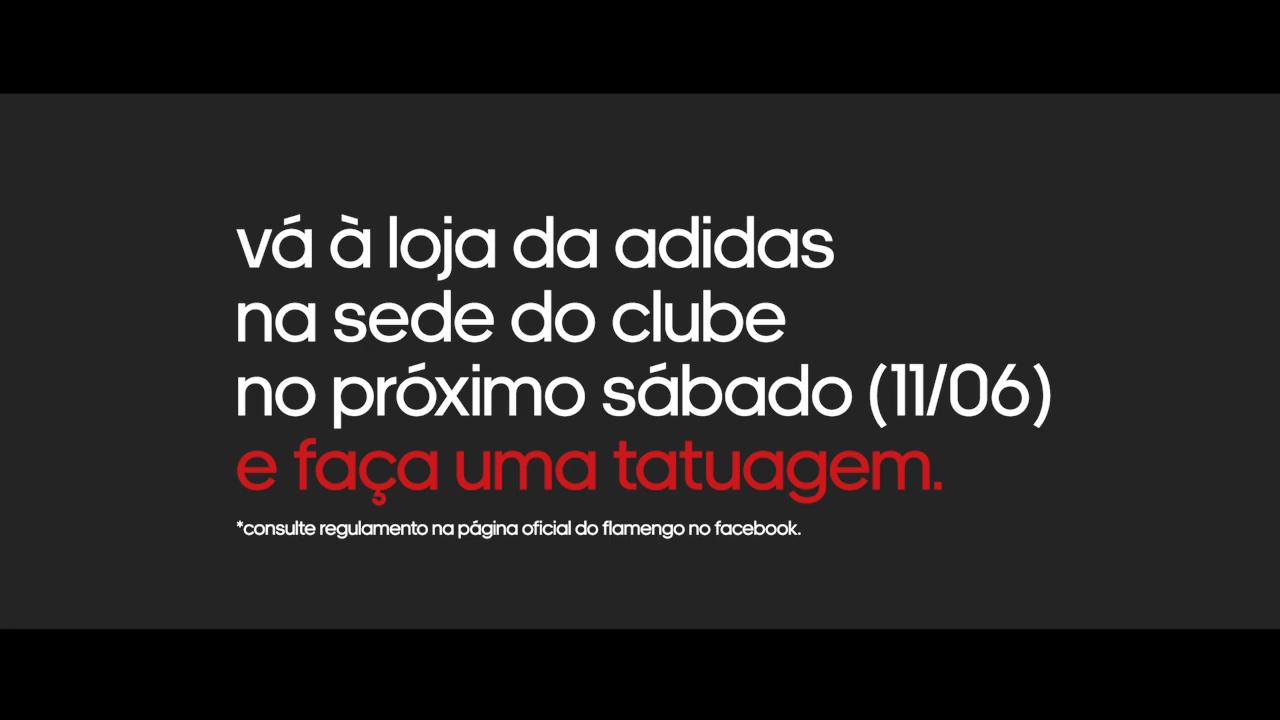 vá à loja da adidas
na sede do clube
no próximo sábado (11/06)
e faça uma tatuagem.
*consulte regulamento na página oficial do flamengo no facebook.